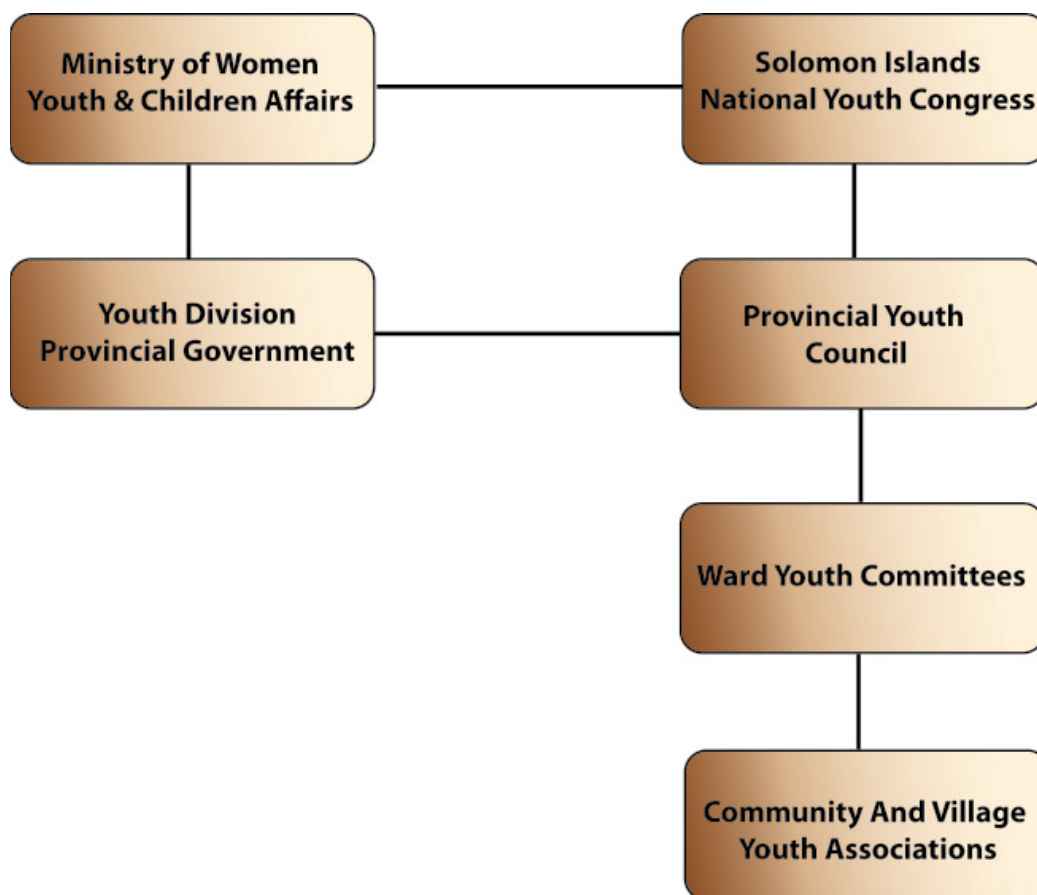 Ministry of Women
Youth & Children Affairs
Solomon Islands
National Youth Congress
Youth Division
Provincial Government
Provincial Youth
Council
Ward Youth Committees
Community And Village
Youth Associations